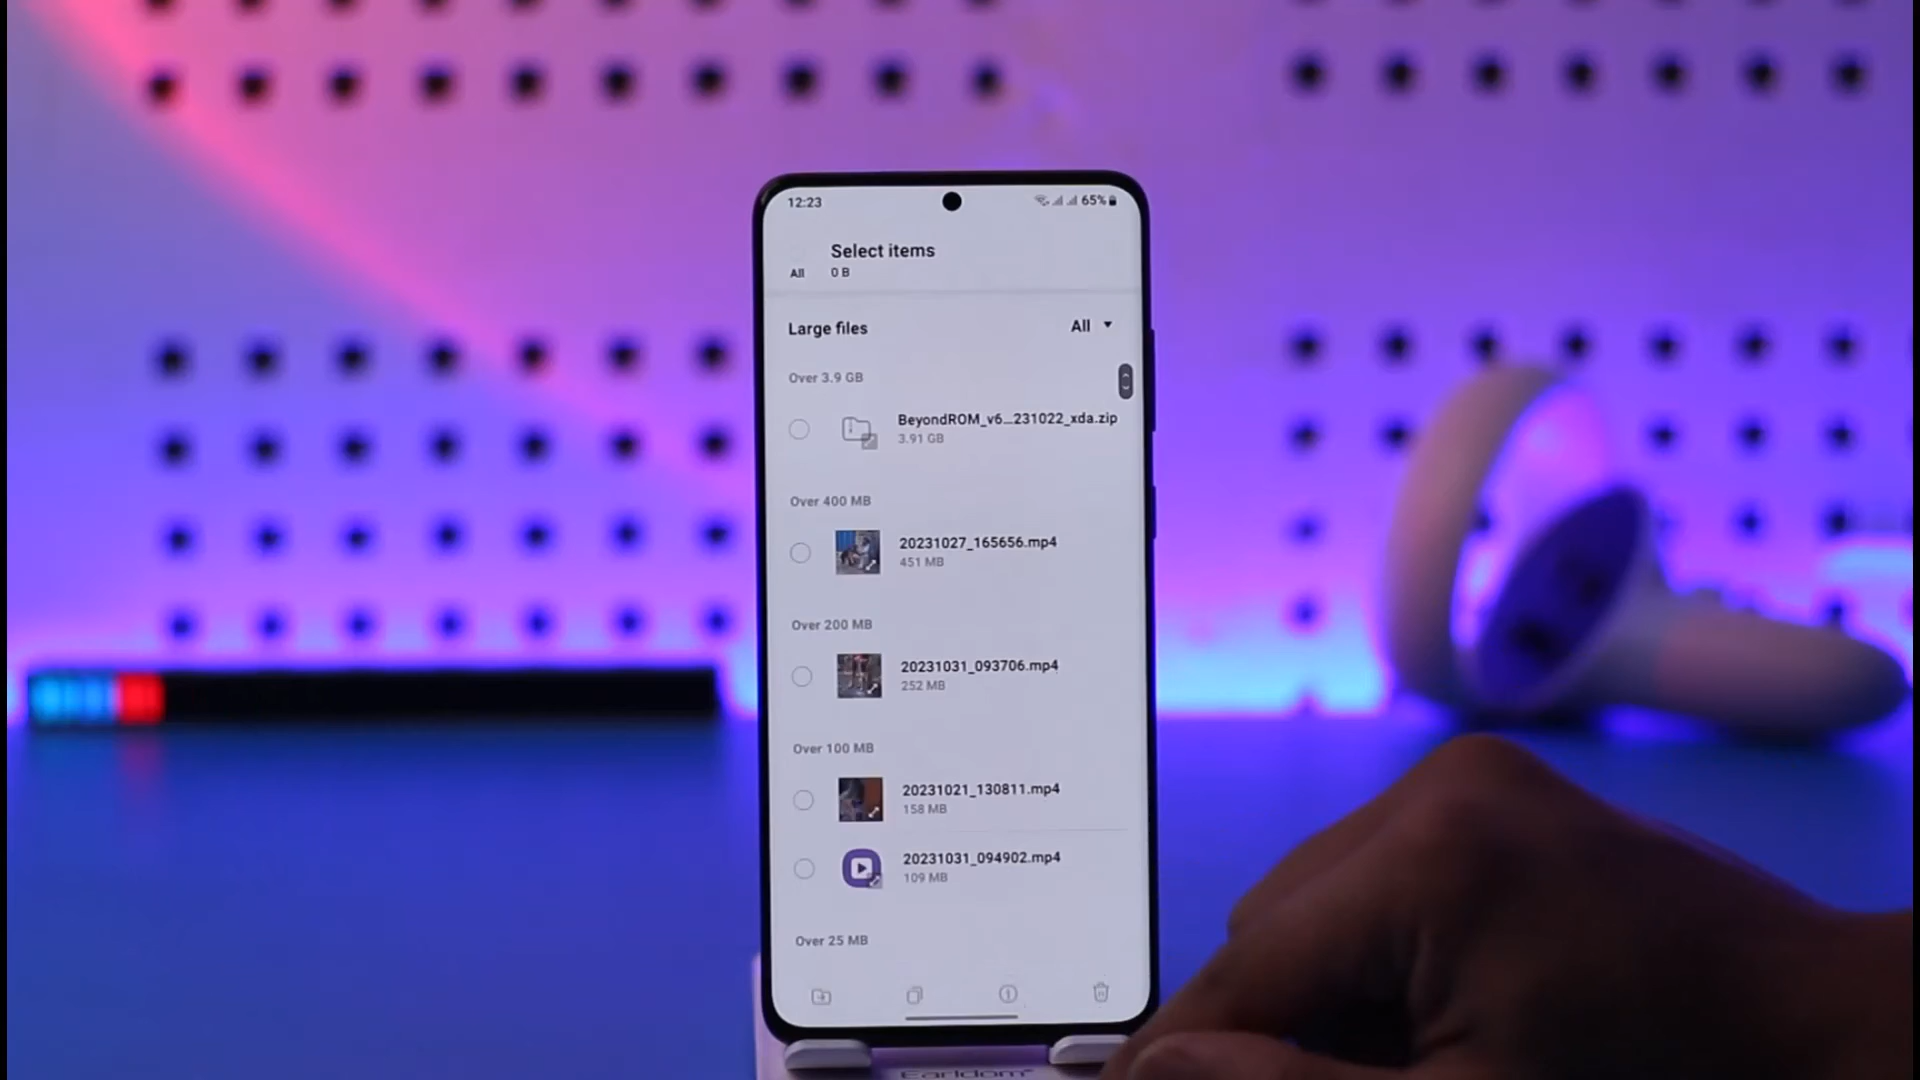 12:23
65%
Select items
All
0 B
Large files
All
Over 3.9 GB
BeyondROM_v6...231022_xda.zip
3.91 GB
Over 400 MB
20231027_165656.mp4
451 MB
Over 200 MB
20231031_093706.mp4
252 MB
Over 100 MB
20231021_130811.mp4
158 MB
20231031_094902.mp4
109 MB
Over 25 MB
Earldom